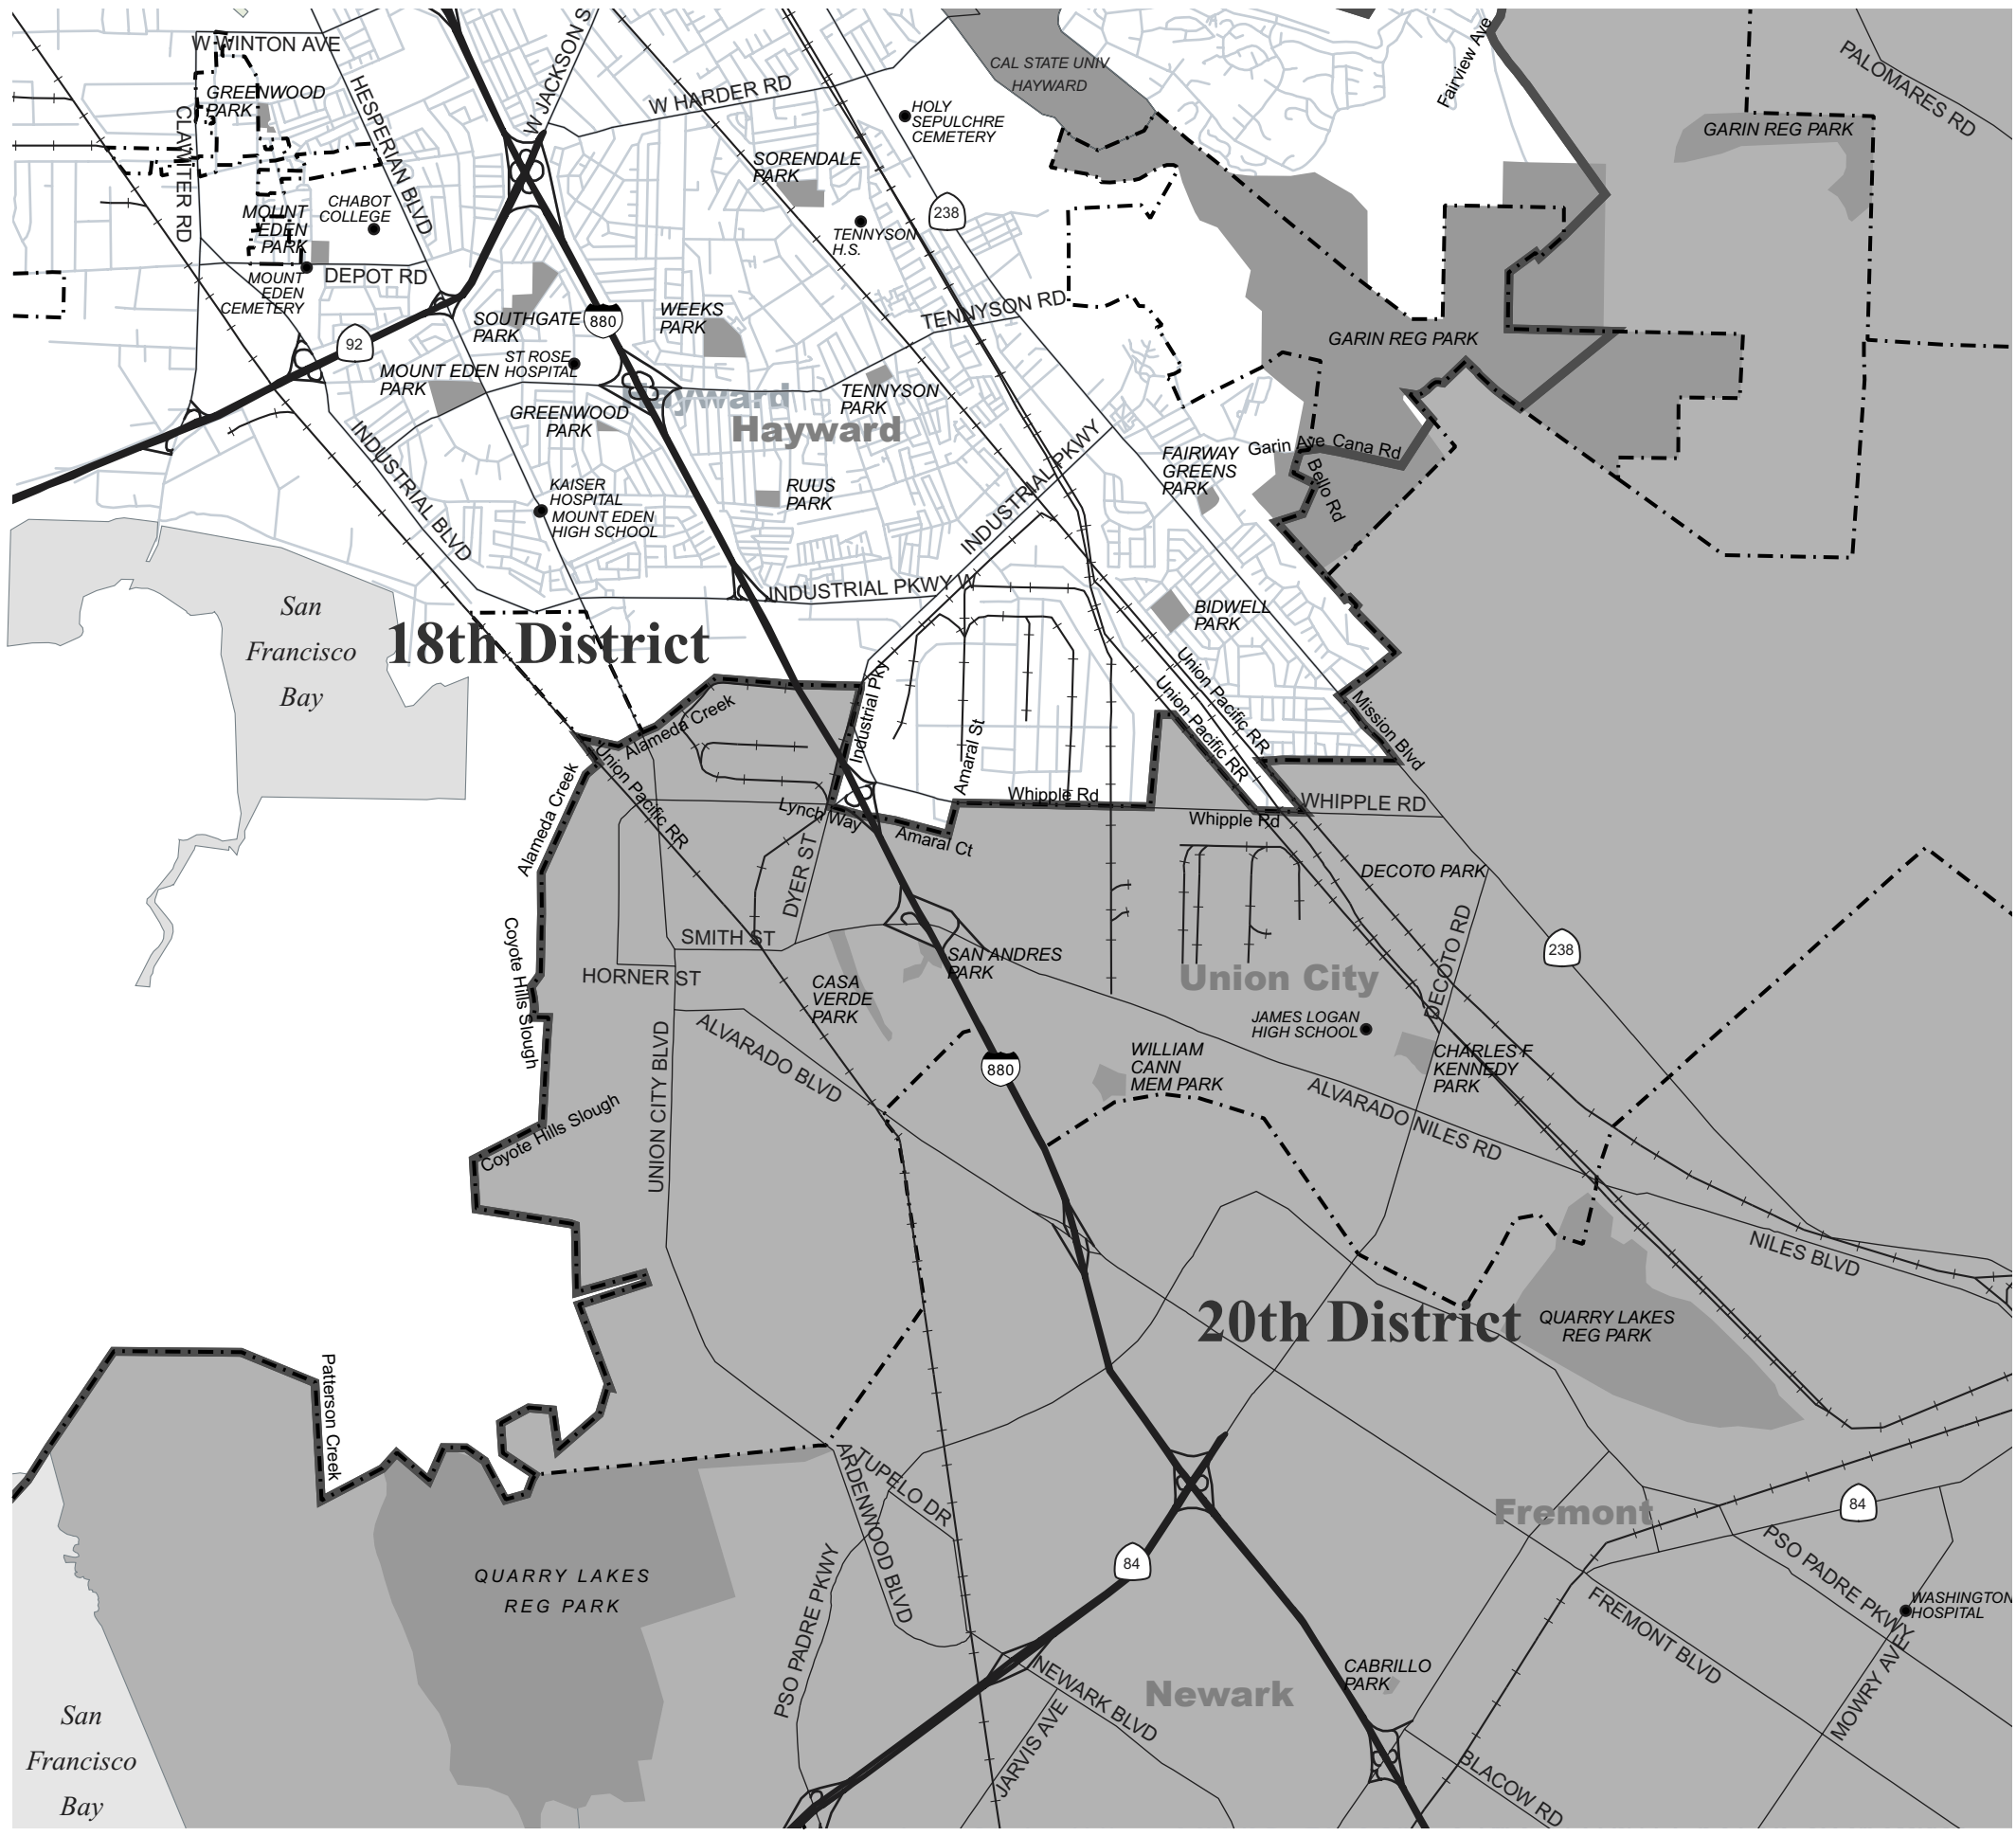 W WINTON AVE
GREENWOOD
PARK
CLAWITER RD
HESPERIAN BLVD
W HARDER RD
CAL STATE UNIV
HAYWARD
HOLY
SEPULCHRE
CEMETERY
Fairview Ave
PALOMARES RD
GARIN REG PARK
SORENDALE
PARK
CHABOT
COLLEGE
MOUNT
EDEN
PARK
238
TENNYSON
H.S.
DEPOT RD
MOUNT
EDEN
CEMETERY
SOUTHGATE
PARK
880
WEEKS
PARK
TENNYSON RD
GARIN REG PARK
92
ST ROSE
HOSPITAL
MOUNT EDEN
PARK
TENNYSON
PARK
GREENWOOD
PARK
Hayward
Hayward
INDUSTRIAL BLVD
INDUSTRIAL PKWY
FAIRWAY
GREENS
PARK
Garin Ave
Cana Rd
Bello Rd
KAISER
HOSPITAL
MOUNT EDEN
HIGH SCHOOL
RUUS
PARK
INDUSTRIAL PKWY W
San
Francisco
Bay
18th District
BIDWELL
PARK
Union Pacific RR
Union Pacific RR
Mission Blvd
Alameda Creek
Industrial Pky
Amaral St
Alameda Creek
Union Pacific RR
Lynch Way
Amaral Ct
Whipple Rd
Whipple Rd
WHIPPLE RD
DYER ST
DECOTO PARK
DECOTO RD
SMITH ST
HORNER ST
Coyote Hills Slough
SAN ANDRES
PARK
CASA
VERDE
PARK
Union City
238
JAMES LOGAN
HIGH SCHOOL
UNION CITY BLVD
ALVARADO BLVD
880
WILLIAM
CANN
MEM PARK
CHARLES F
KENNEDY
PARK
ALVARADO NILES RD
Coyote Hills Slough
NILES BLVD
20th District
QUARRY LAKES
REG PARK
Patterson Creek
ARDENWOOD BLVD
TUPELO DR
Fremont
84
84
PSO PADRE PKWY
QUARRY LAKES
REG PARK
PSO PADRE PKWY
FREMONT BLVD
WASHINGTON
HOSPITAL
MOWRY AVE
NEWARK BLVD
JARVIS AVE
Newark
CABRILLO
PARK
BLACOW RD
San
Francisco
Bay